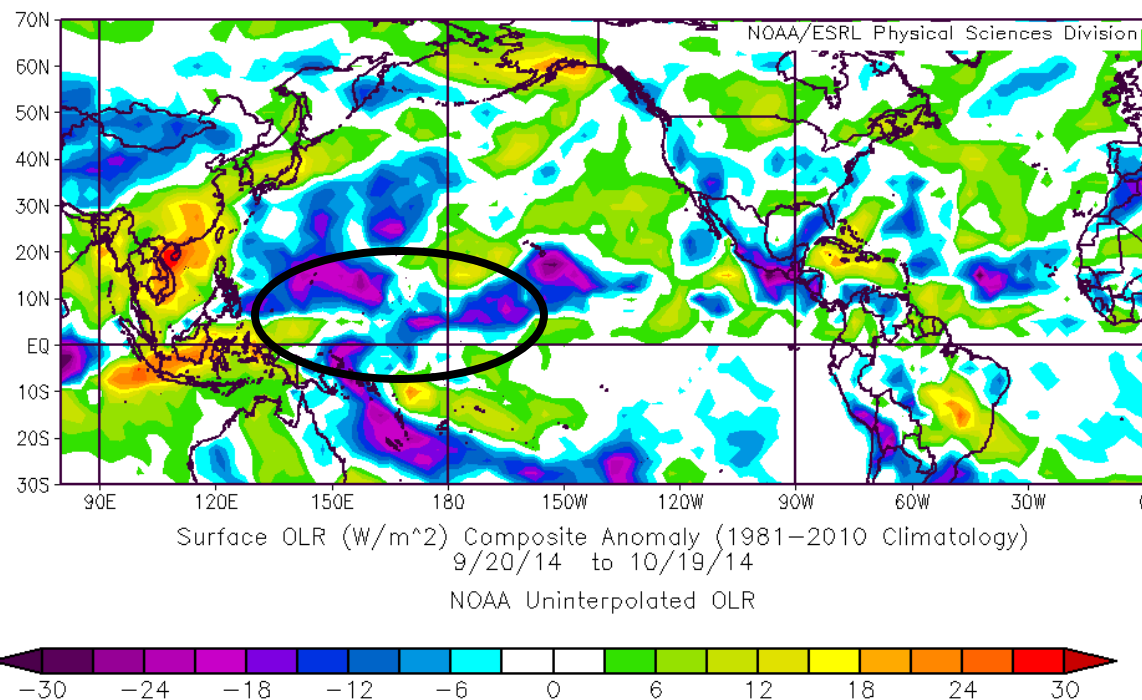 70N
NOAA/ESRL Physical Sciences Division
60N
50N
40N
30N
20N
10N
EQ
10S
20S
30S
90E 120E 150E 180 150W 120W 90W 60W 30W
Surface OLR (W/m^2) Composite Anomaly (1981-2010 Climatology)
9/20/14 to 10/19/14
NOAA Uninterpolated OLR
-30 -24 -18 -12 -6 0 6 12 18 24 30